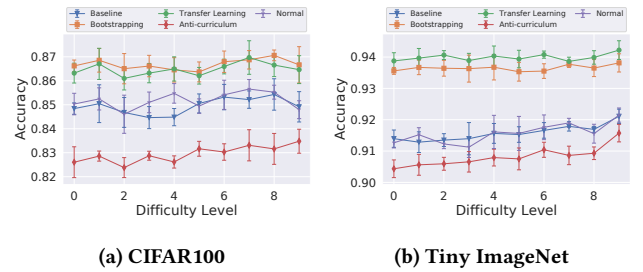 Baseline Transfer Learning Normal
Bootstrapping Anti-curriculum
0.87
0.86
0.85
0.84
0.83
0.82
Accuracy
0 2 4 6 8
Difficulty Level
(a) CIFAR100
Baseline Transfer Learning Normal
Bootstrapping Anti-curriculum
0.94
0.93
0.92
0.91
0.90
Accuracy
0 2 4 6 8
Difficulty Level
(b) Tiny ImageNet